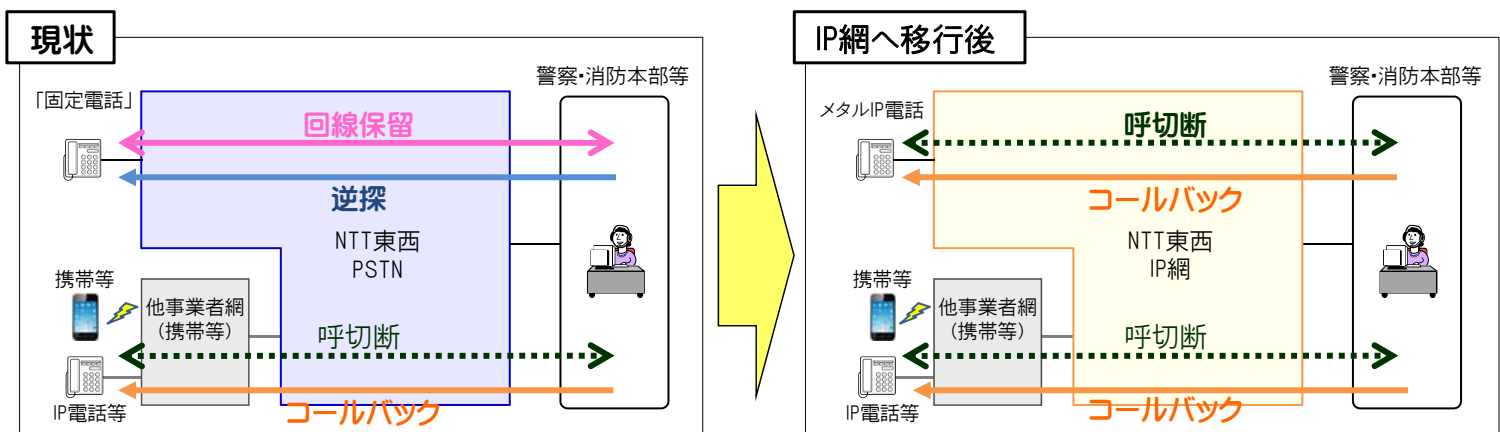 現状
警察・消防本部等
「固定電話」
回線保留
逆探
NTT東西
PSTN
携帯等
他事業者網
(携帯等)
呼切断
IP電話等
コールバック
IP網へ移行後
警察・消防本部等
メタルIP電話
呼切断
コールバック
NTT東西
IP網
携帯等
他事業者網
(携帯等)
呼切断
IP電話等
コールバック